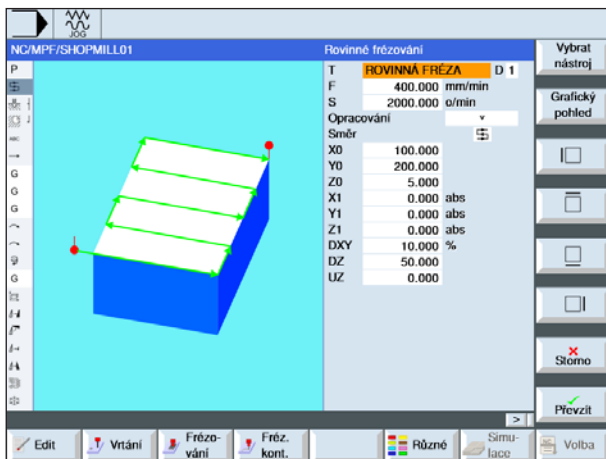 JOG
NC/MPF/SHOPMILL01
Rovinné frézování
P
G
G
G
G
T ROVINNÁ FRÉZA D 1
F 400.000 mm/min
S 2000.000 o/min
Opracování
Směr
X0 100.000
Y0 200.000
Z0 5.000
X1 0.000 abs
Y1 0.000 abs
Z1 0.000 abs
DXY 10.000 %
DZ 50.000
UZ 0.000
Vybrat
nástroj
Grafický
pohled
Storno
Převzít
>
Edit
Vrtání
Frézo-
vání
Fréz.
kont.
Různé
Simu-
lace
Volba